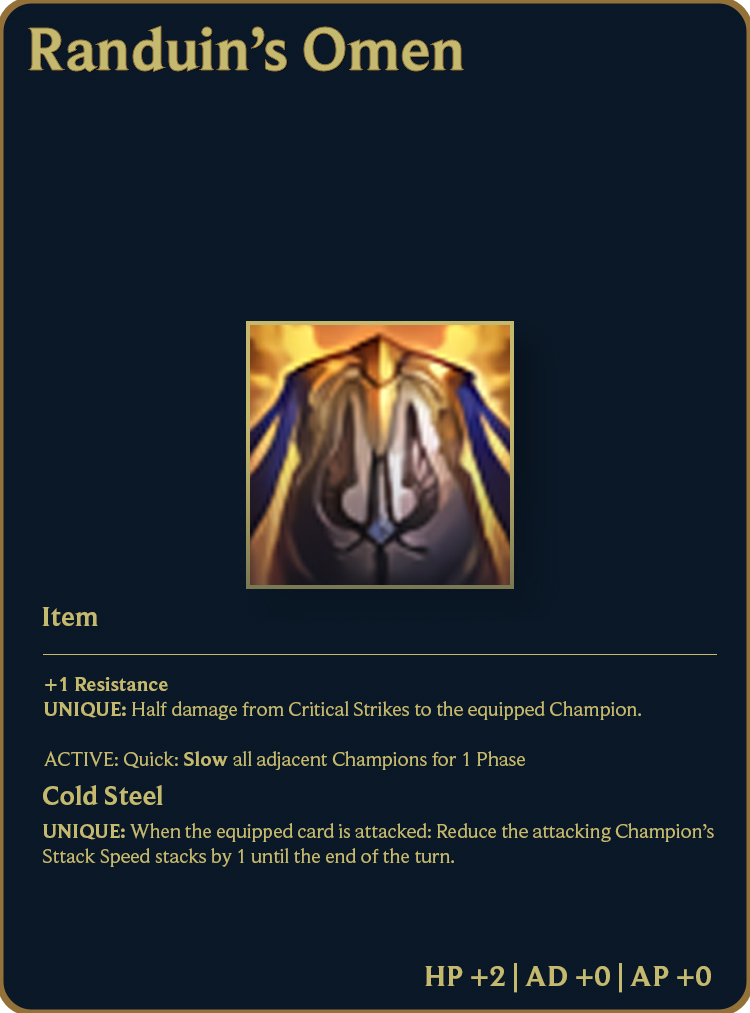 Randuin’s Omen
Item
+1 Resistance
UNIQUE: Half damage from Critical Strikes to the equipped Champion.
ACTIVE: Quick: Slow all adjacent Champions for 1 Phase
Cold Steel
UNIQUE: When the equipped card is attacked: Reduce the attacking Champion’s
Sttack Speed stacks by 1 until the end of the turn.
HP +2 | AD +0 | AP +0